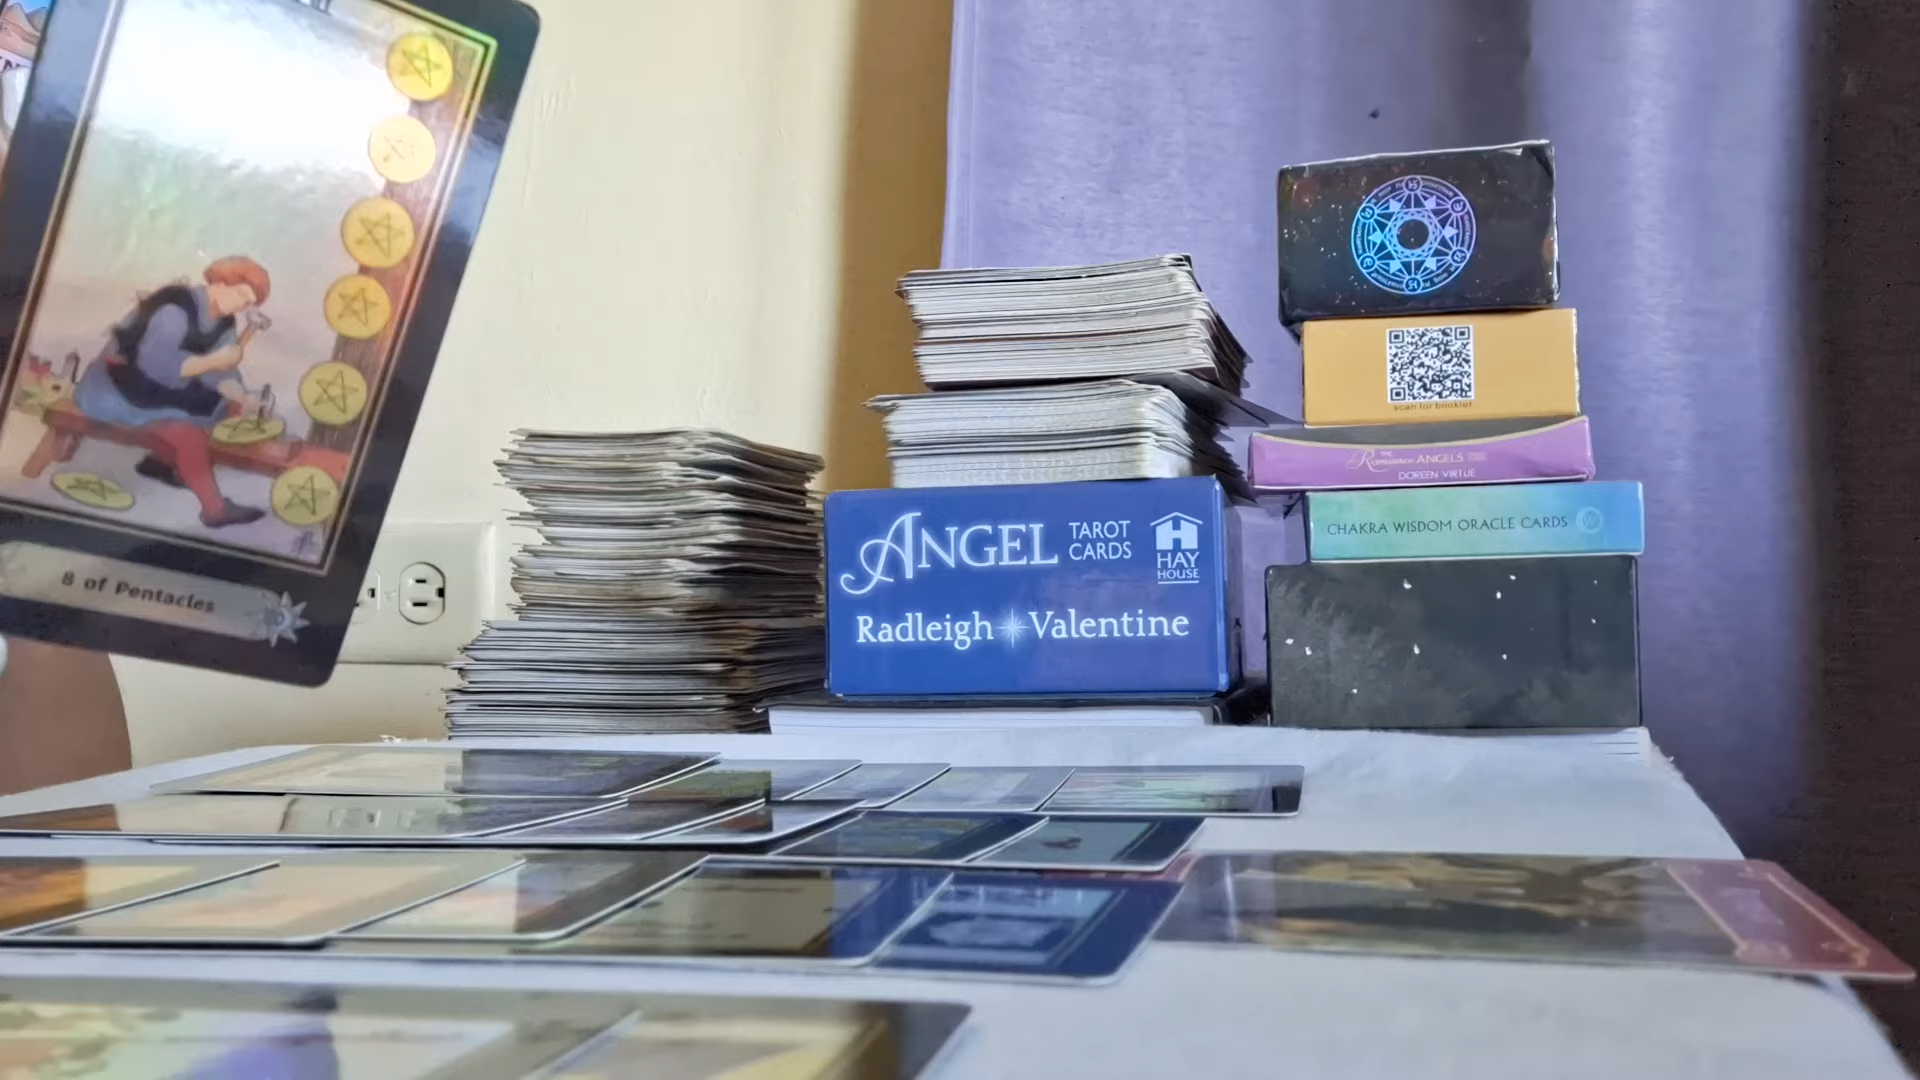 8 of Pentacles
ANGEL TAROT CARDS
HAY HOUSE
Radleigh Valentine
scan for booklet
THE Romance ANGELS
DOREEN VIRTUE
CHAKRA WISDOM ORACLE CARDS